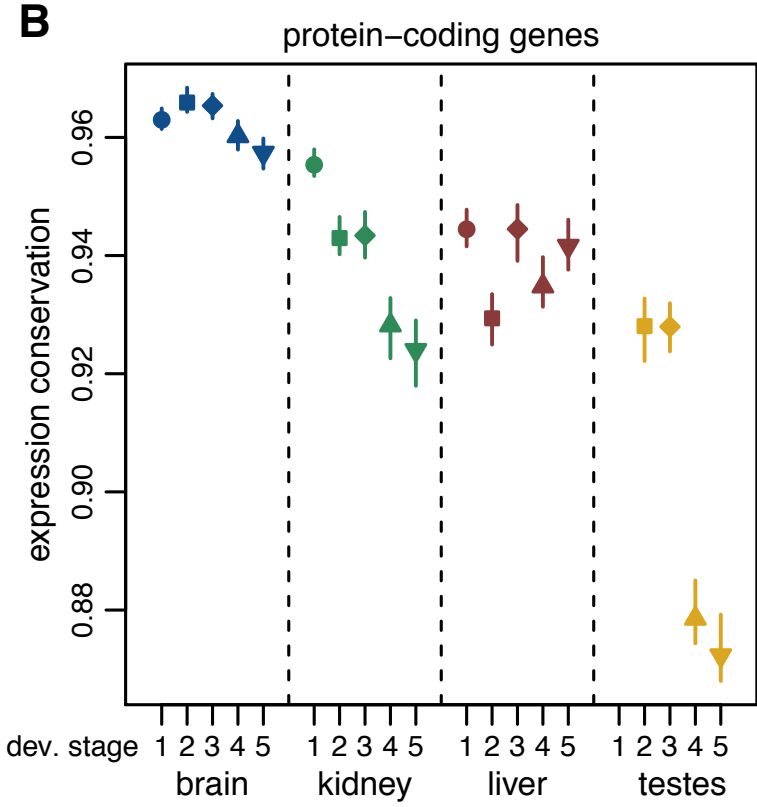 B
protein−coding genes
expression conservation
0.96
0.94
0.92
0.90
0.88
dev. stage 1 2 3 4 5 1 2 3 4 5 1 2 3 4 5 1 2 3 4 5
brain kidney liver testes